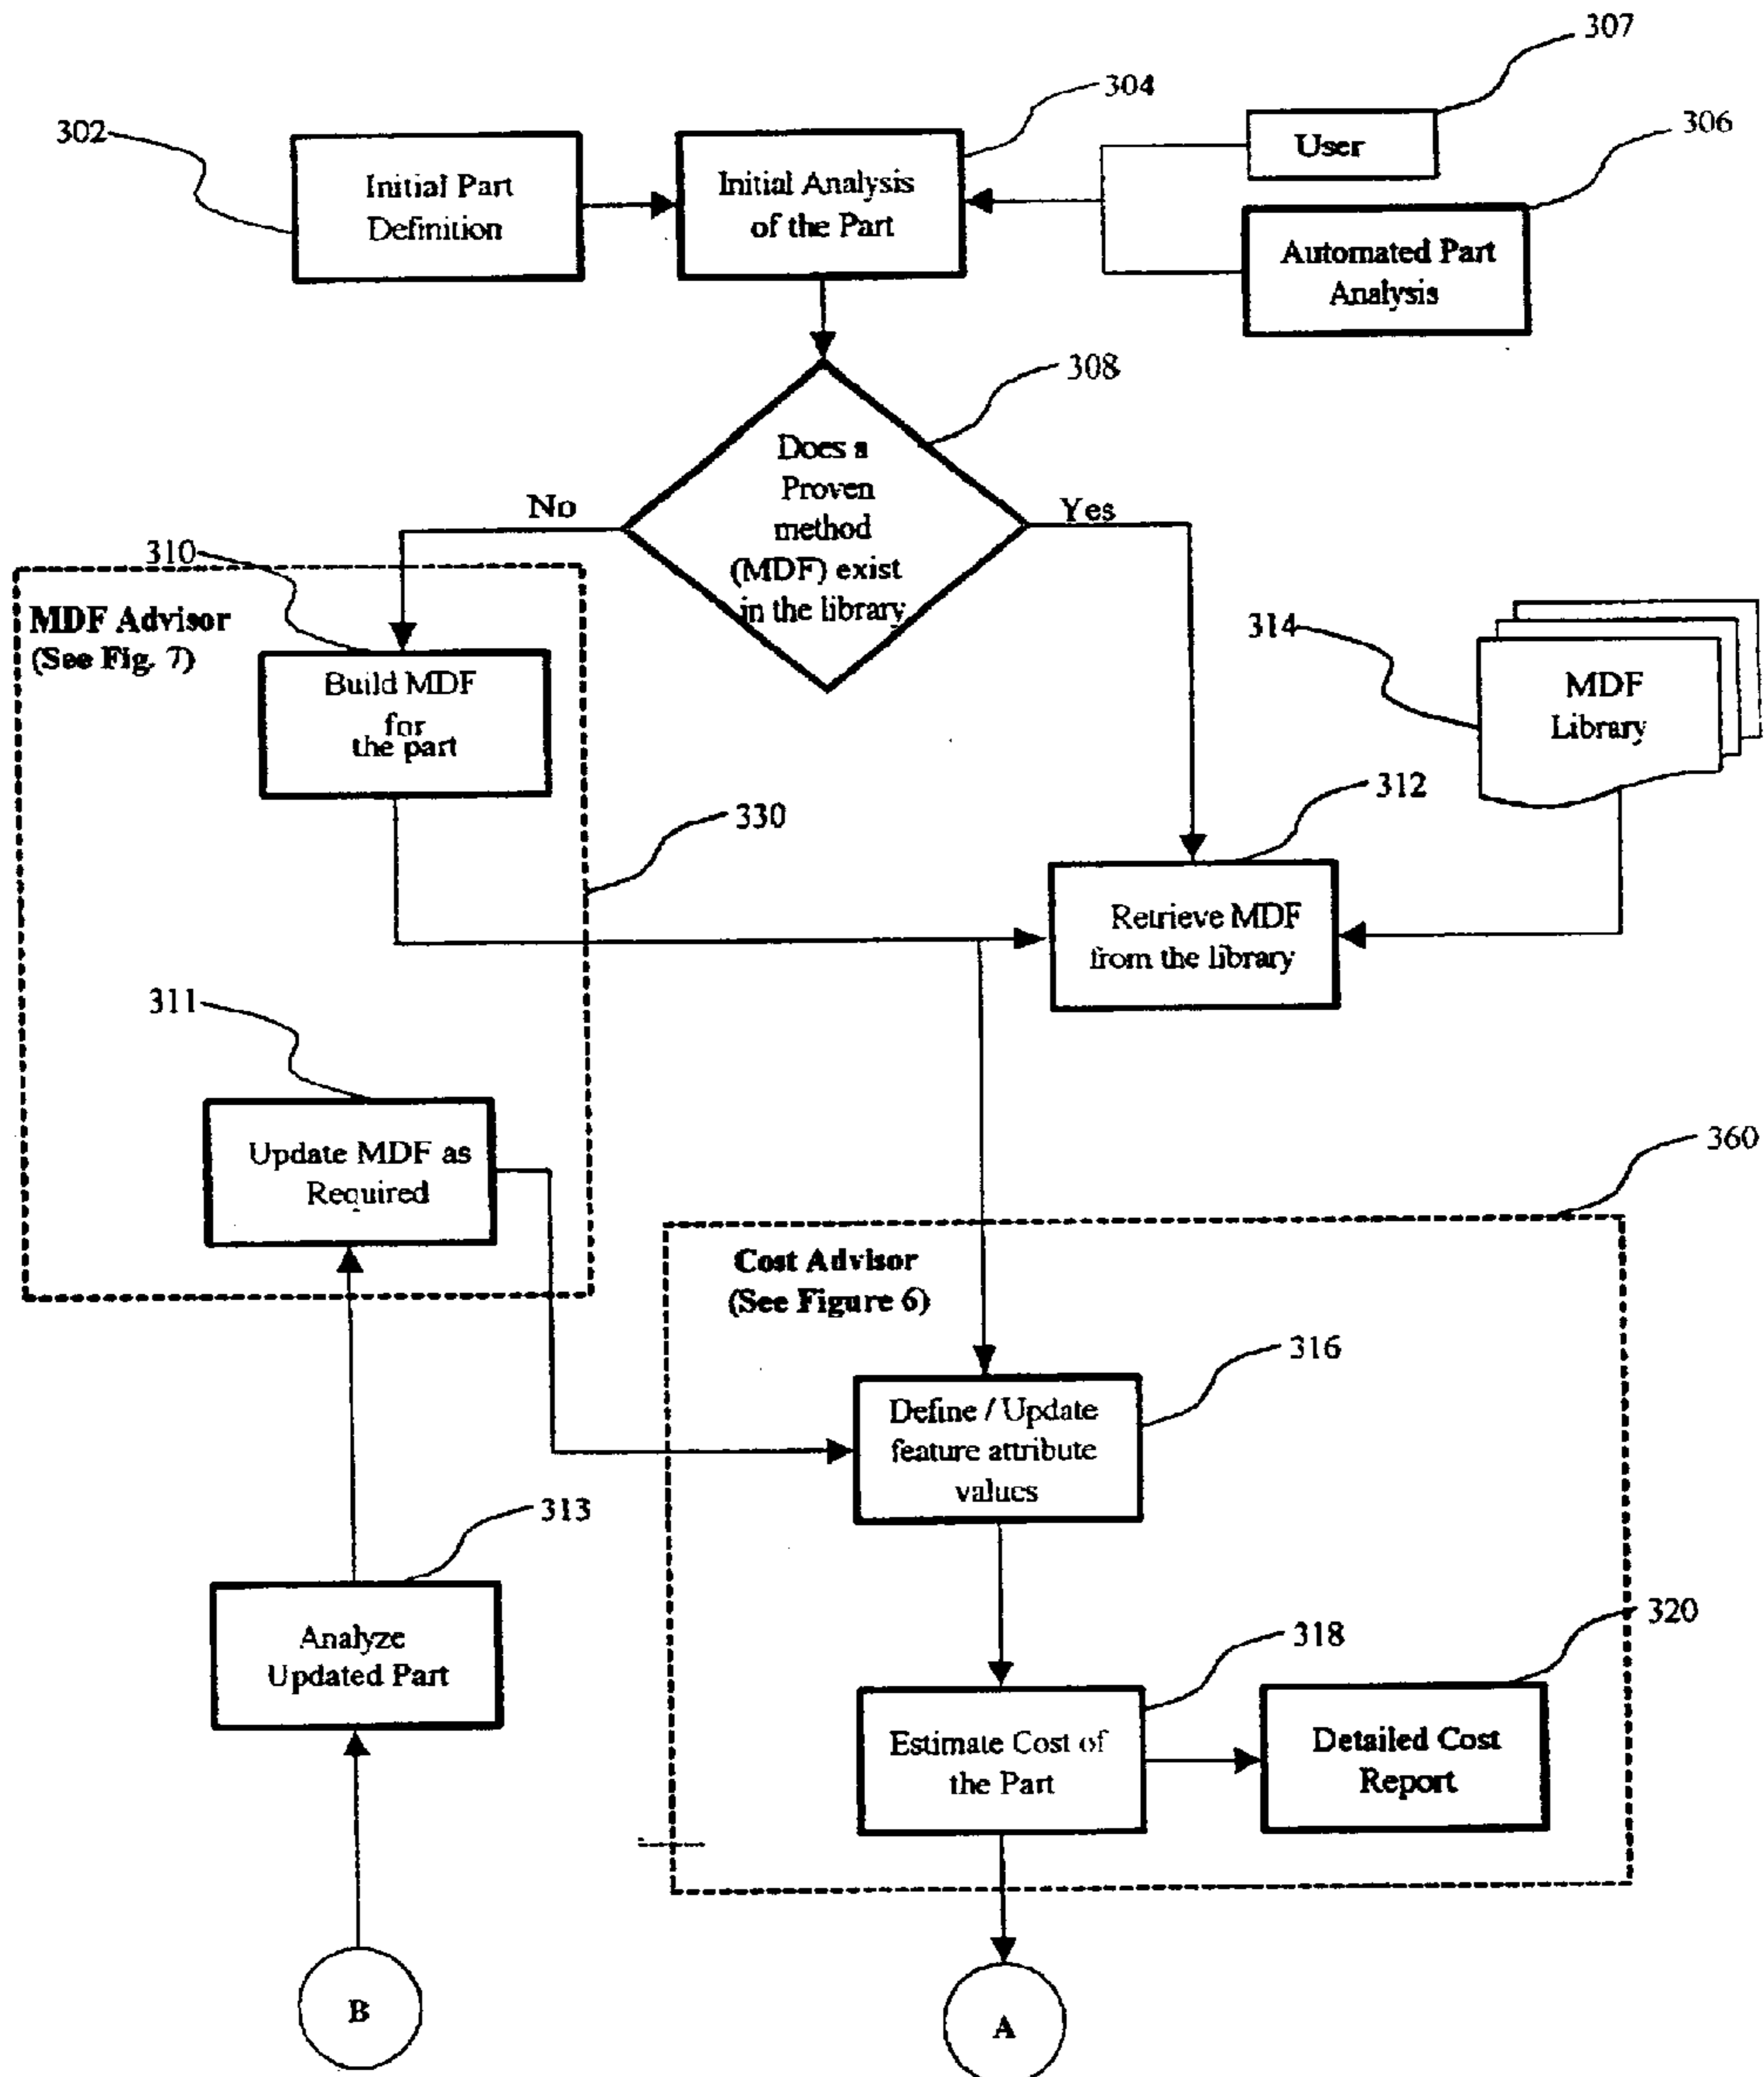 307
302
304
306
Initial Part
Definition
Initial Analysis
of the Part
User
Automated Part
Analysis
308
Does a
Proven
method
(MDF) exist
in the library
No
Yes
310
MDF Advisor
(See Fig. 7)
Build MDF
for
the part
314
MDF
Library
312
330
Retrieve MDF
from the library
311
Update MDF as
Required
360
Cost Advisor
(See Figure 6)
316
Define / Update
feature attribute
values
313
Analyze
Updated Part
318
320
Estimate Cost of
the Part
Detailed Cost
Report
B
A